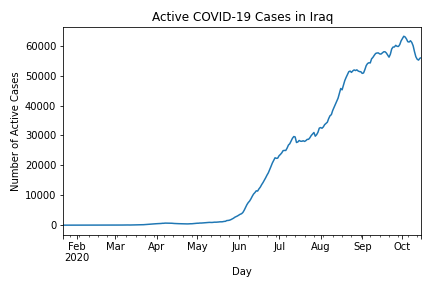 Active COVID-19 Cases in Iraq
Number of Active Cases
60000
50000
40000
30000
20000
10000
0
Feb Mar Apr May Jun Jul Aug Sep Oct
2020
Day